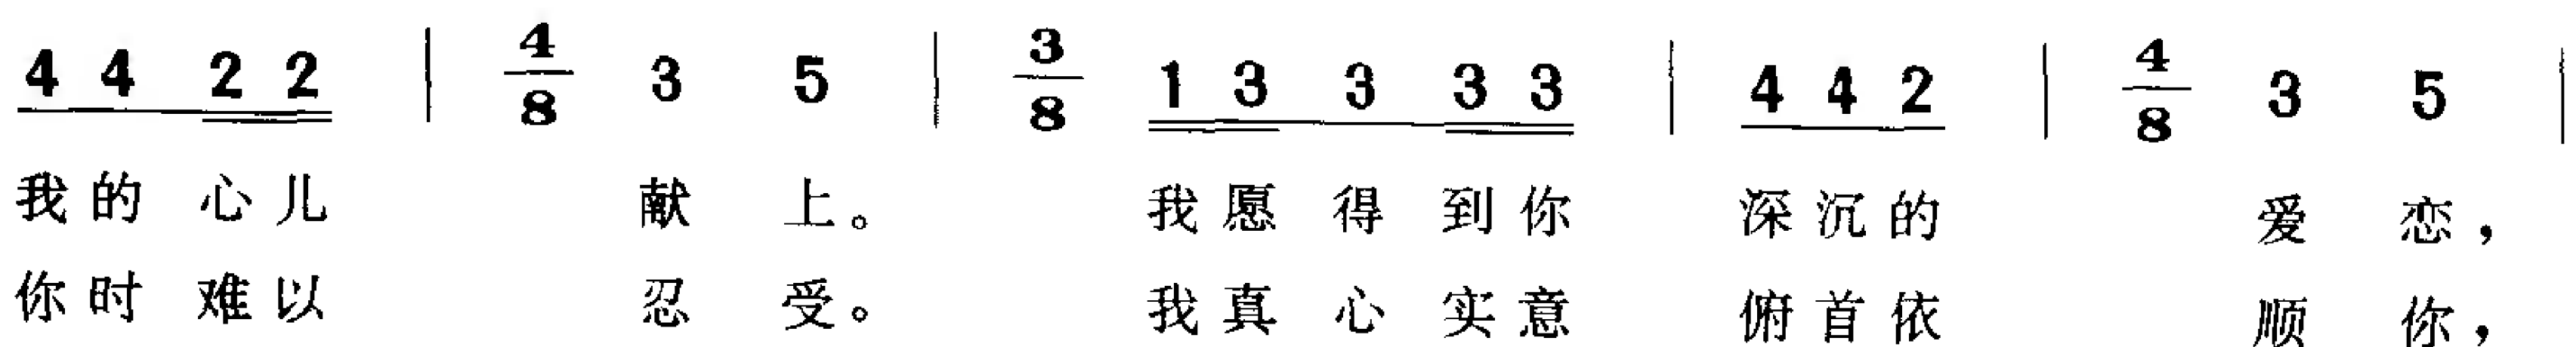 4 4 2 2 | 4/8 3 5 | 3/8 1 3 3 3 3 | 4 4 2 | 4/8 3 5 |
我的心儿 献上。 我愿得到你 深沉的 爱恋，
你时难以 忍受。 我真心实意 俯首依 顺你，